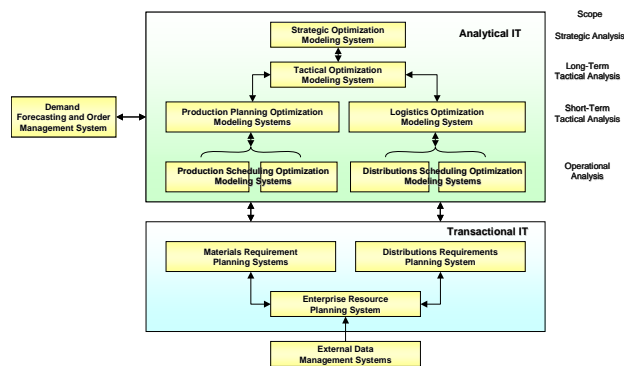 Scope
Strategic Optimization
Modeling System
Analytical IT
Strategic Analysis
Tactical Optimization
Modeling System
Long-Term
Tactical Analysis
Demand
Forecasting and Order
Management System
Production Planning Optimization
Modeling Systems
Logistics Optimization
Modeling System
Short-Term
Tactical Analysis
Production Scheduling Optimization
Modeling Systems
Distributions Scheduling Optimization
Modeling Systems
Operational
Analysis
Transactional IT
Materials Requirement
Planning Systems
Distributions Requirements
Planning System
Enterprise Resource
Planning System
External Data
Management Systems